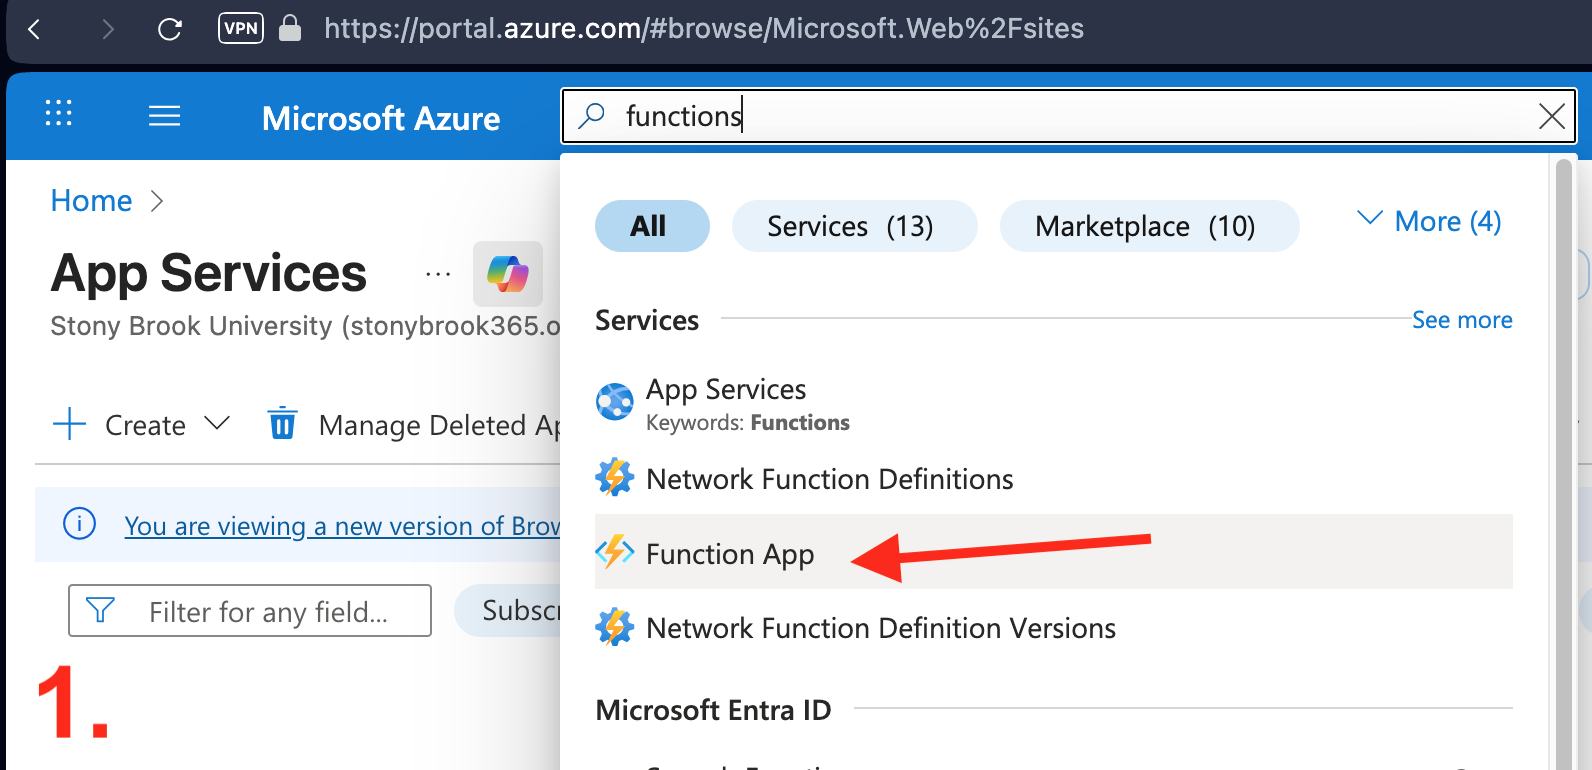 VPN https://portal.azure.com/#browse/Microsoft.Web%2Fsites
Microsoft Azure
functions
Home
All
Services (13)
Marketplace (10)
More (4)
App Services
Stony Brook University (stonybrook365.o
Services
See more
App Services
Keywords: Functions
Create
Manage Deleted Ap
Network Function Definitions
You are viewing a new version of Brow
Function App
Filter for any field...
Subscr
Network Function Definition Versions
1.
Microsoft Entra ID